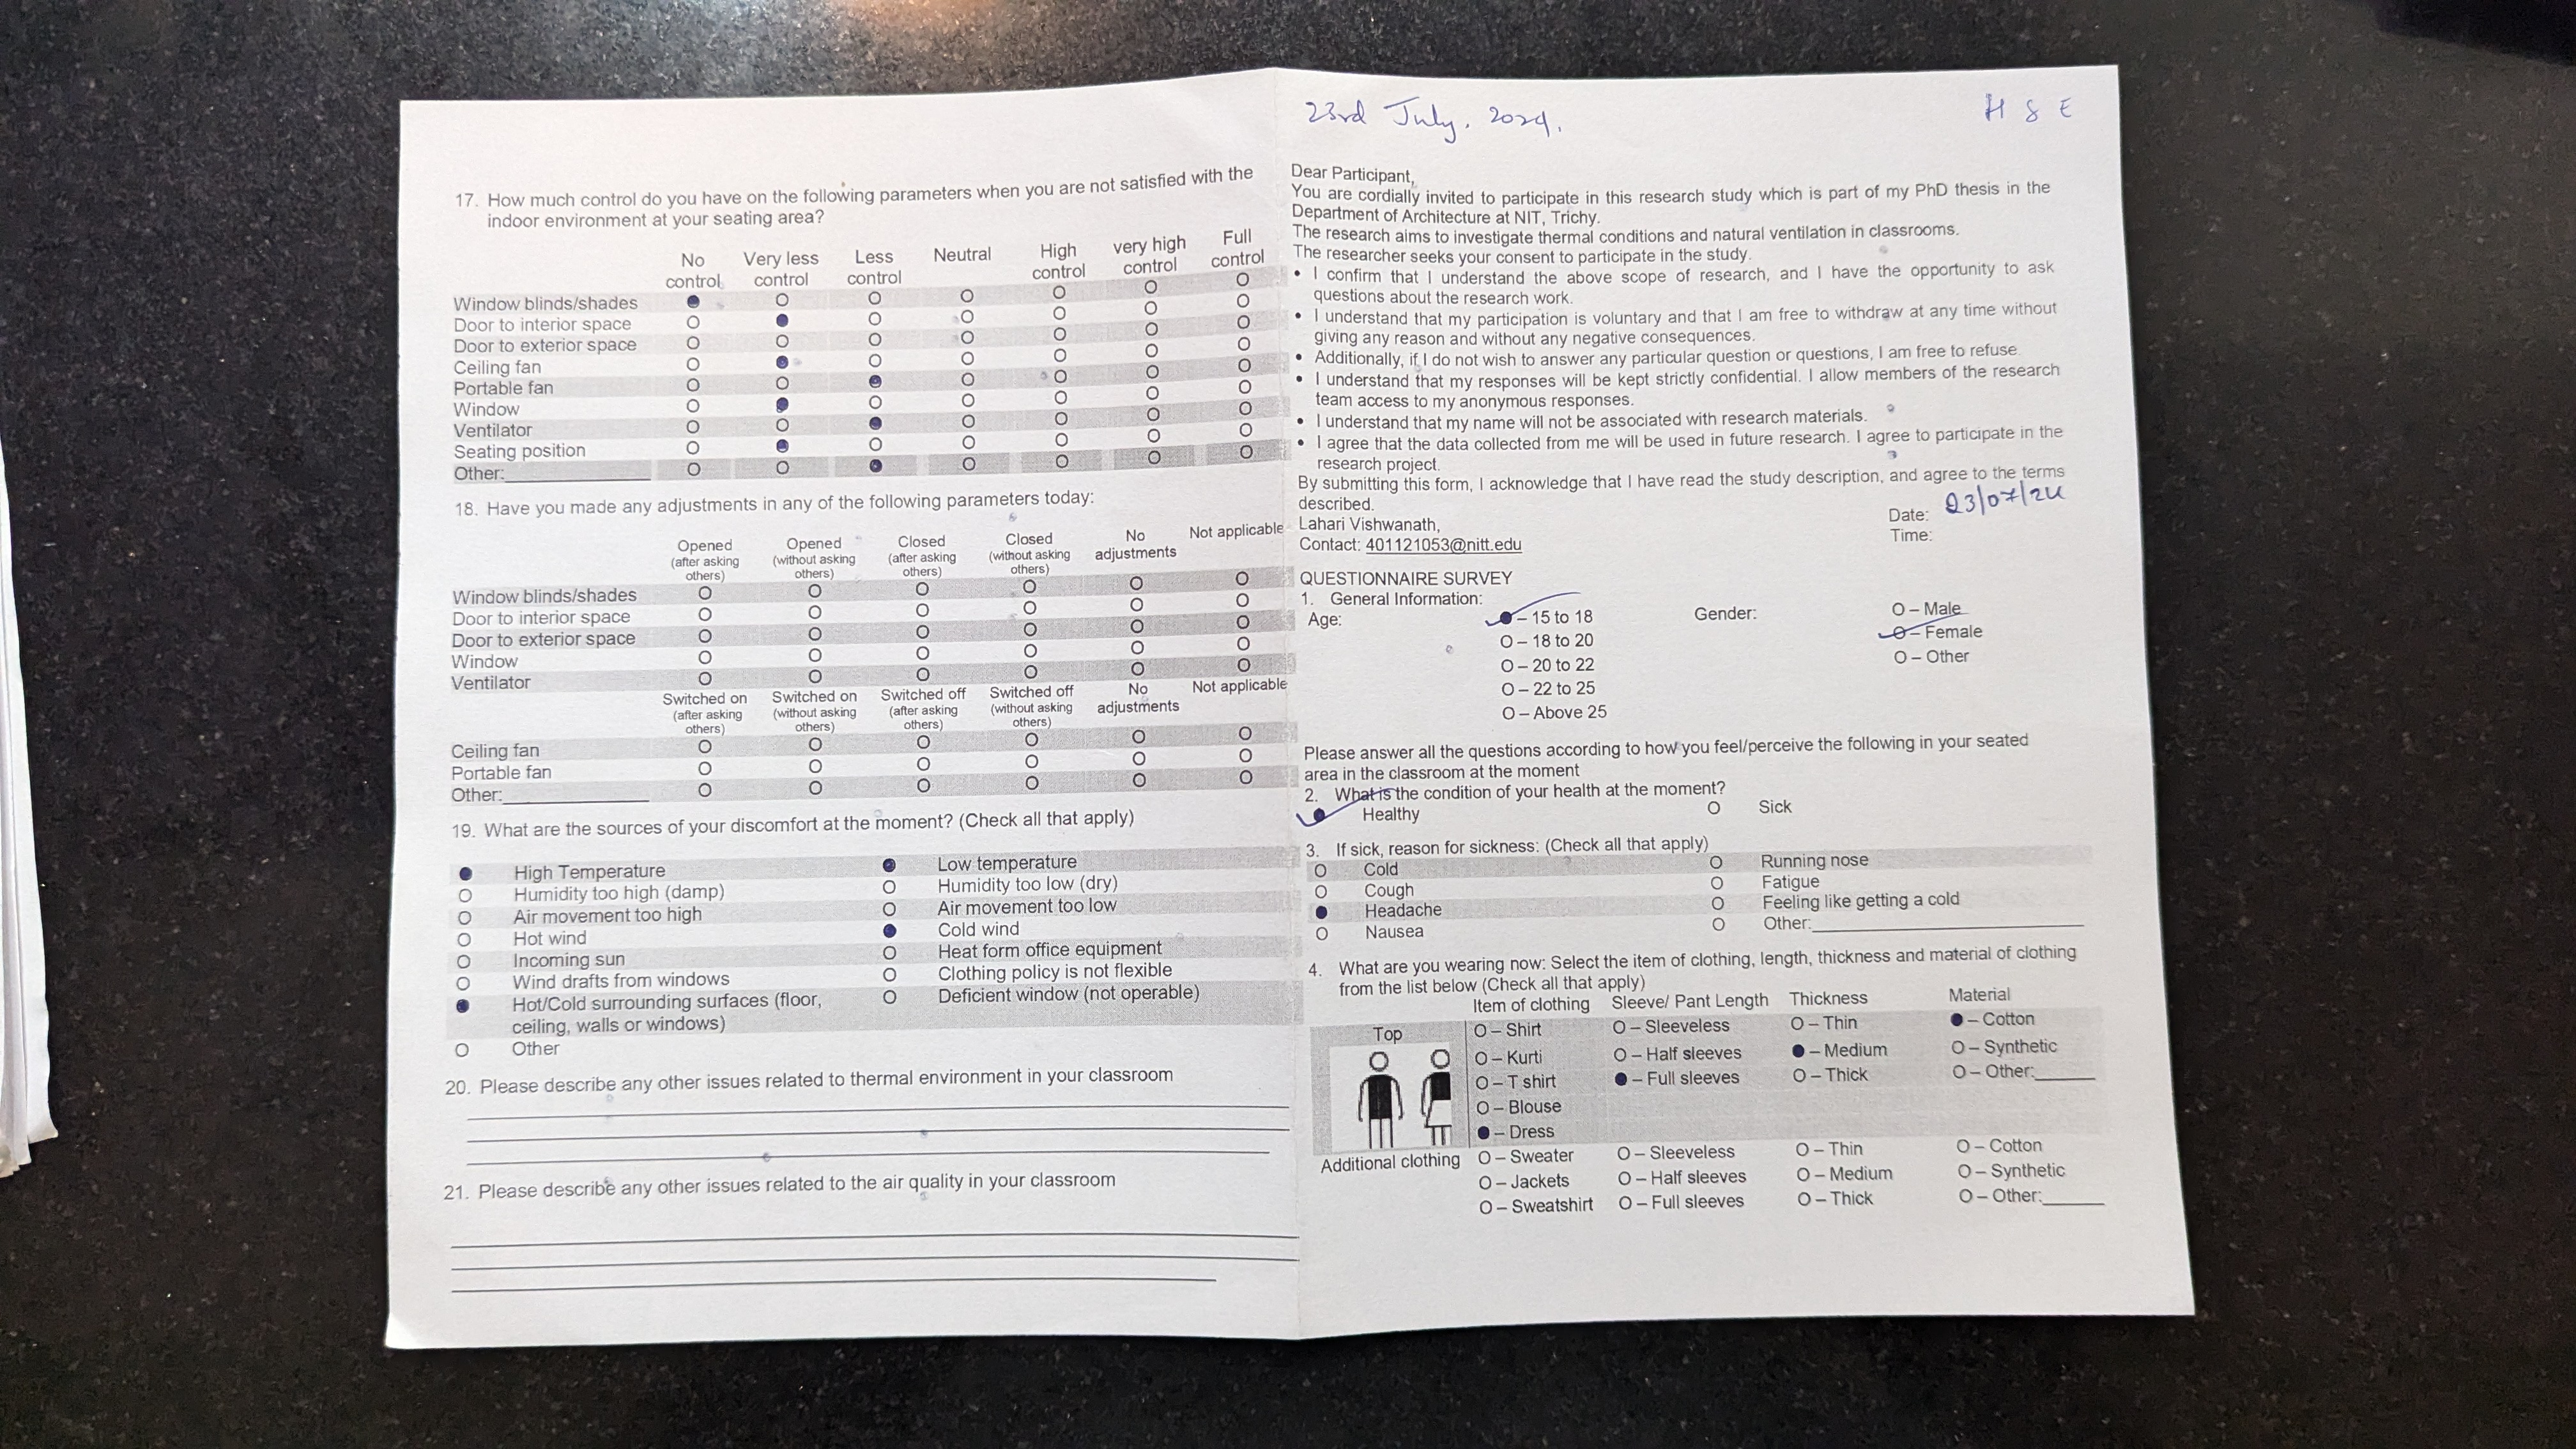 17. How much control do you have on the following parameters when you are not satisfied with the
indoor environment at your seating area?
No control Very less control Less control Neutral High control very high control Full control
Window blinds/shades ● O O O O O O
Door to interior space O ● O O O O O
Door to exterior space O O O O O O O
Ceiling fan O ● O O O O O
Portable fan O O ● O O O O
Window O ● O O O O O
Ventilator O O ● O O O O
Seating position O ● O O O O O
Other:__________ O O ● O O O O
18. Have you made any adjustments in any of the following parameters today:
Opened (after asking others) Opened (without asking others) Closed (after asking others) Closed (without asking others) No adjustments Not applicable
Window blinds/shades O O O O O O
Door to interior space O O O O O O
Door to exterior space O O O O O O
Window O O O O O O
Ventilator O O O O O O
Switched on (after asking others) Switched on (without asking others) Switched off (after asking others) Switched off (without asking others) No adjustments Not applicable
Ceiling fan O O O O O O
Portable fan O O O O O O
Other:__________ O O O O O O
19. What are the sources of your discomfort at the moment? (Check all that apply)
● High Temperature ● Low temperature
O Humidity too high (damp) O Humidity too low (dry)
O Air movement too high O Air movement too low
O Hot wind ● Cold wind
O Incoming sun O Heat form office equipment
O Wind drafts from windows O Clothing policy is not flexible
● Hot/Cold surrounding surfaces (floor, O Deficient window (not operable)
ceiling, walls or windows)
O Other
20. Please describe any other issues related to thermal environment in your classroom
21. Please describe any other issues related to the air quality in your classroom
23rd July, 2024. H S E
Dear Participant,
You are cordially invited to participate in this research study which is part of my PhD thesis in the
Department of Architecture at NIT, Trichy.
The research aims to investigate thermal conditions and natural ventilation in classrooms.
The researcher seeks your consent to participate in the study.
• I confirm that I understand the above scope of research, and I have the opportunity to ask
questions about the research work.
• I understand that my participation is voluntary and that I am free to withdraw at any time without
giving any reason and without any negative consequences.
• Additionally, if I do not wish to answer any particular question or questions, I am free to refuse
• I understand that my responses will be kept strictly confidential. I allow members of the research
team access to my anonymous responses.
• I understand that my name will not be associated with research materials.
• I agree that the data collected from me will be used in future research. I agree to participate in the
research project.
By submitting this form, I acknowledge that I have read the study description, and agree to the terms
described.
Lahari Vishwanath, Date: 23/07/24
Contact: 401121053@nitt.edu Time:
QUESTIONNAIRE SURVEY
1. General Information:
Age: ● – 15 to 18 Gender: O – Male
O – 18 to 20 O – Female
O – 20 to 22 O – Other
O – 22 to 25
O – Above 25
Please answer all the questions according to how you feel/perceive the following in your seated
area in the classroom at the moment
2. What is the condition of your health at the moment?
● Healthy O Sick
3. If sick, reason for sickness: (Check all that apply)
O Cold O Running nose
O Cough O Fatigue
● Headache O Feeling like getting a cold
O Nausea O Other:__________
4. What are you wearing now: Select the item of clothing, length, thickness and material of clothing
from the list below (Check all that apply)
Item of clothing Sleeve/ Pant Length Thickness Material
Top O – Shirt O – Sleeveless O – Thin ● – Cotton
O – Kurti O – Half sleeves ● – Medium O – Synthetic
O – T shirt ● – Full sleeves O – Thick O – Other:______
O – Blouse
● – Dress
Additional clothing O – Sweater O – Sleeveless O – Thin O – Cotton
O – Jackets O – Half sleeves O – Medium O – Synthetic
O – Sweatshirt O – Full sleeves O – Thick O – Other:______